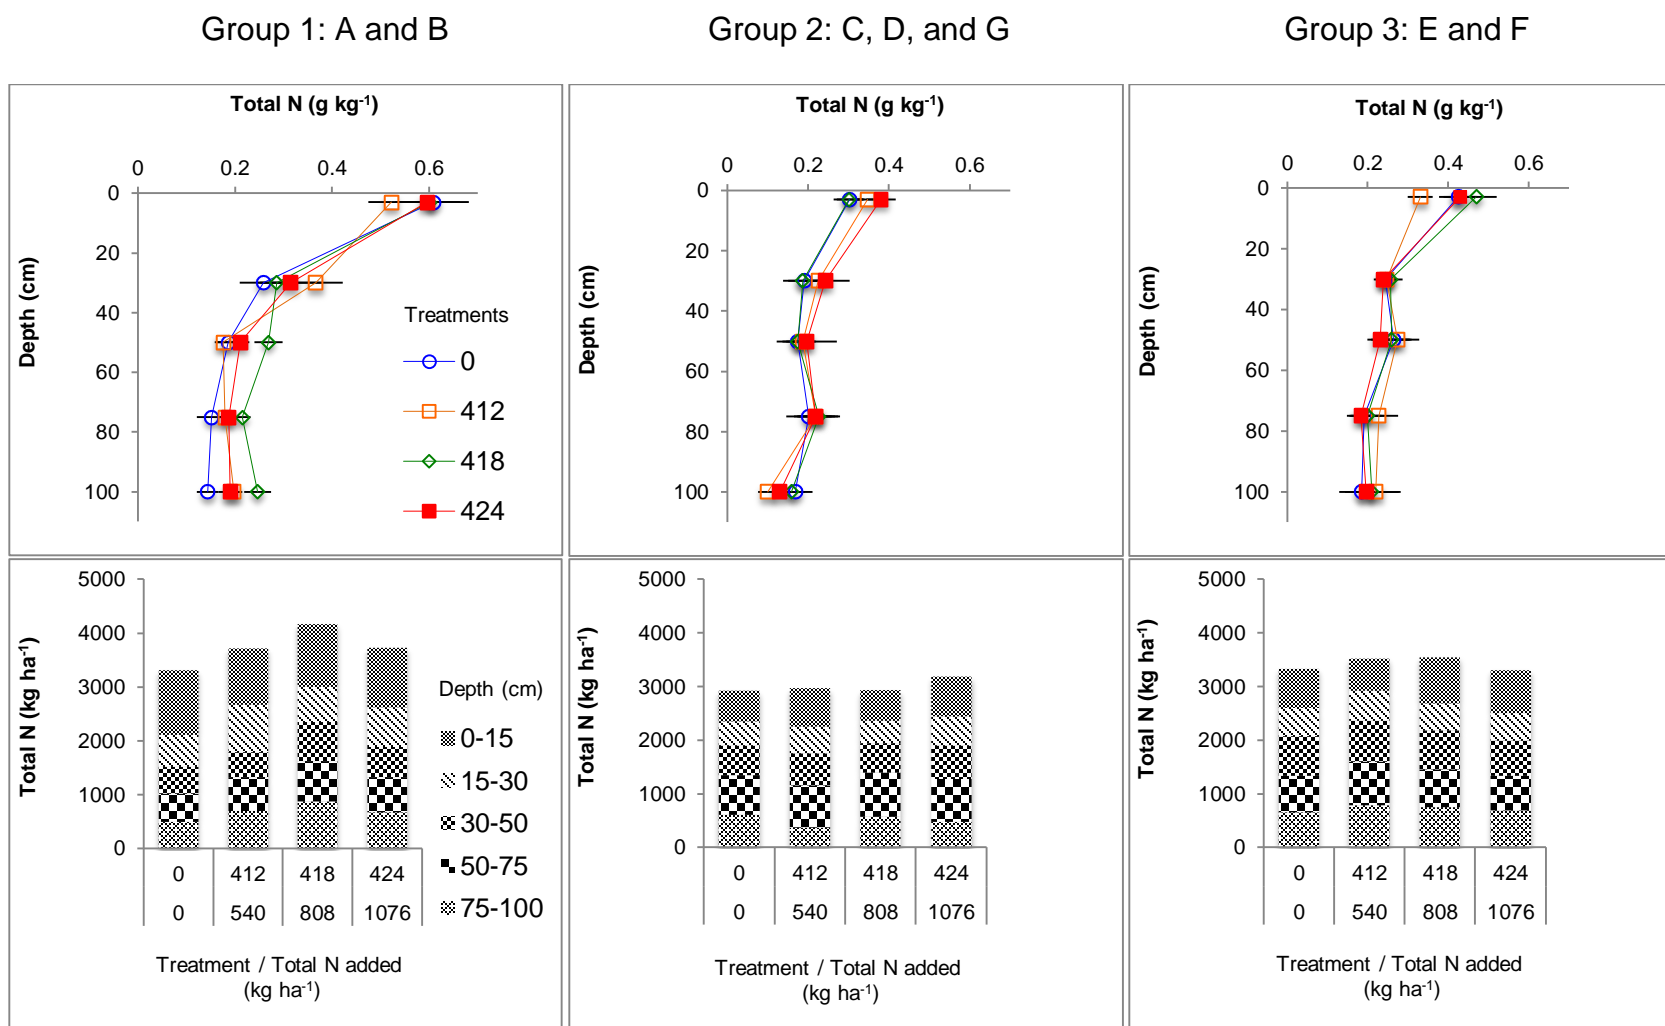 Group 1: A and B
Group 2: C, D, and G
Group 3: E and F
Total N (g kg-1)
0 0.2 0.4 0.6
0
20
40
60
80
100
Depth (cm)
Treatments
0
412
418
424
Total N (g kg-1)
0 0.2 0.4 0.6
0
20
40
60
80
100
Depth (cm)
Total N (g kg-1)
0 0.2 0.4 0.6
0
20
40
60
80
100
Depth (cm)
5000
4000
3000
2000
1000
0
Total N (kg ha-1)
Depth (cm)
0-15
15-30
30-50
50-75
75-100
0 412 418 424
0 540 808 1076
Treatment / Total N added
(kg ha-1)
5000
4000
3000
2000
1000
0
Total N (kg ha-1)
0 412 418 424
0 540 808 1076
Treatment / Total N added
(kg ha-1)
5000
4000
3000
2000
1000
0
Total N (kg ha-1)
0 412 418 424
0 540 808 1076
Treatment / Total N added
(kg ha-1)